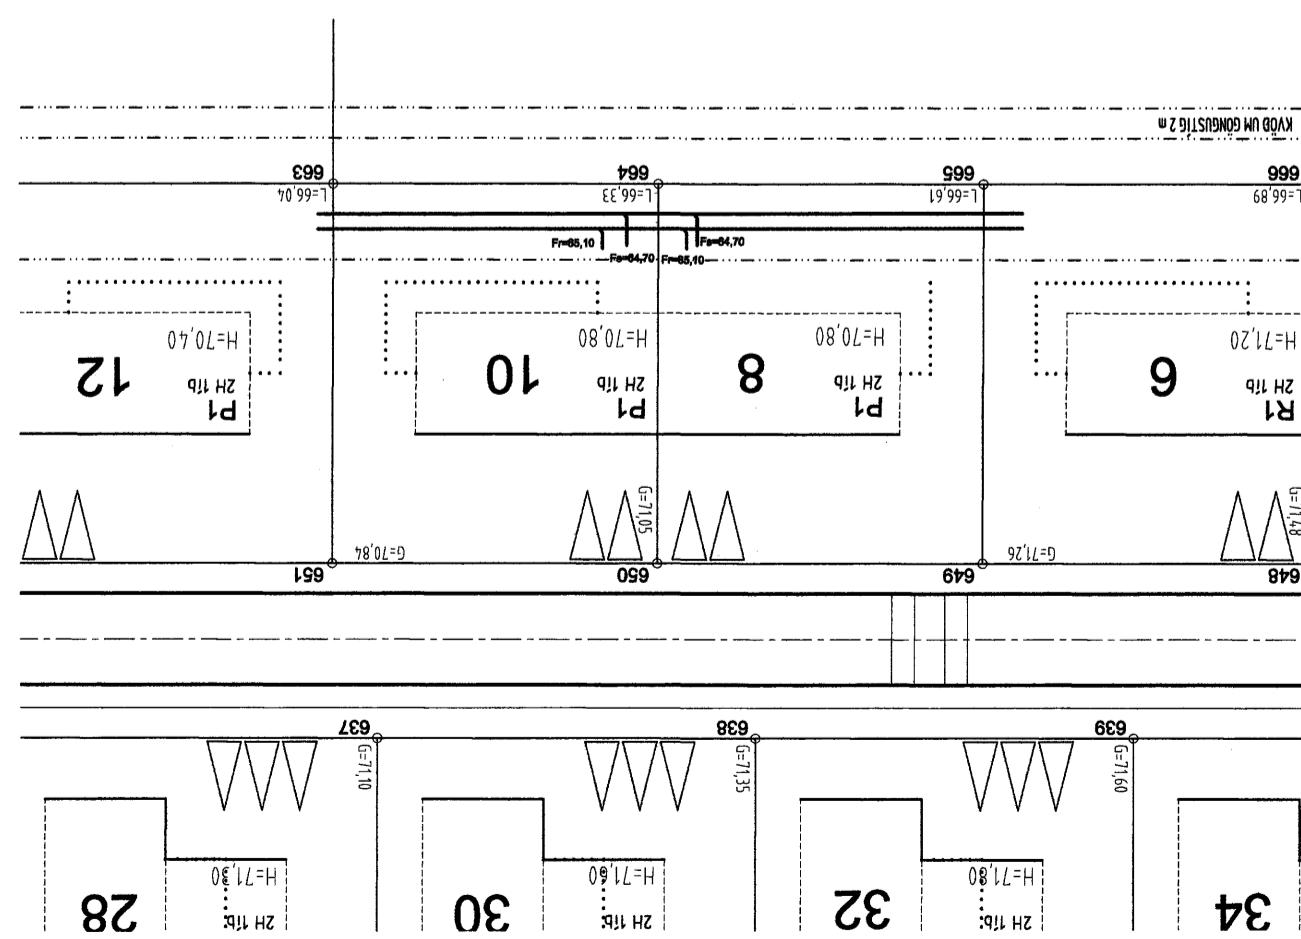 KVÖÐ UM GÖNGUSTÍG 2 m
663
664
665
666
L=66,04
L=66,33
L=66,61
L=66,89
Fr=65,10
Fs=64,70
Fs=64,70
Fr=65,10
H=70,40
12
2H 1íb
P1
H=70,80
10
2H 1íb
P1
H=70,80
8
2H 1íb
P1
H=71,20
6
2H 1íb
R1
G=70,84
G=71,05
G=71,26
G=71,48
651
650
649
648
637
638
639
G=71,10
G=71,35
G=71,60
H=71,30
28
2H 1íb.
H=71,60
30
2H 1íb.
H=71,80
32
2H 1íb.
34